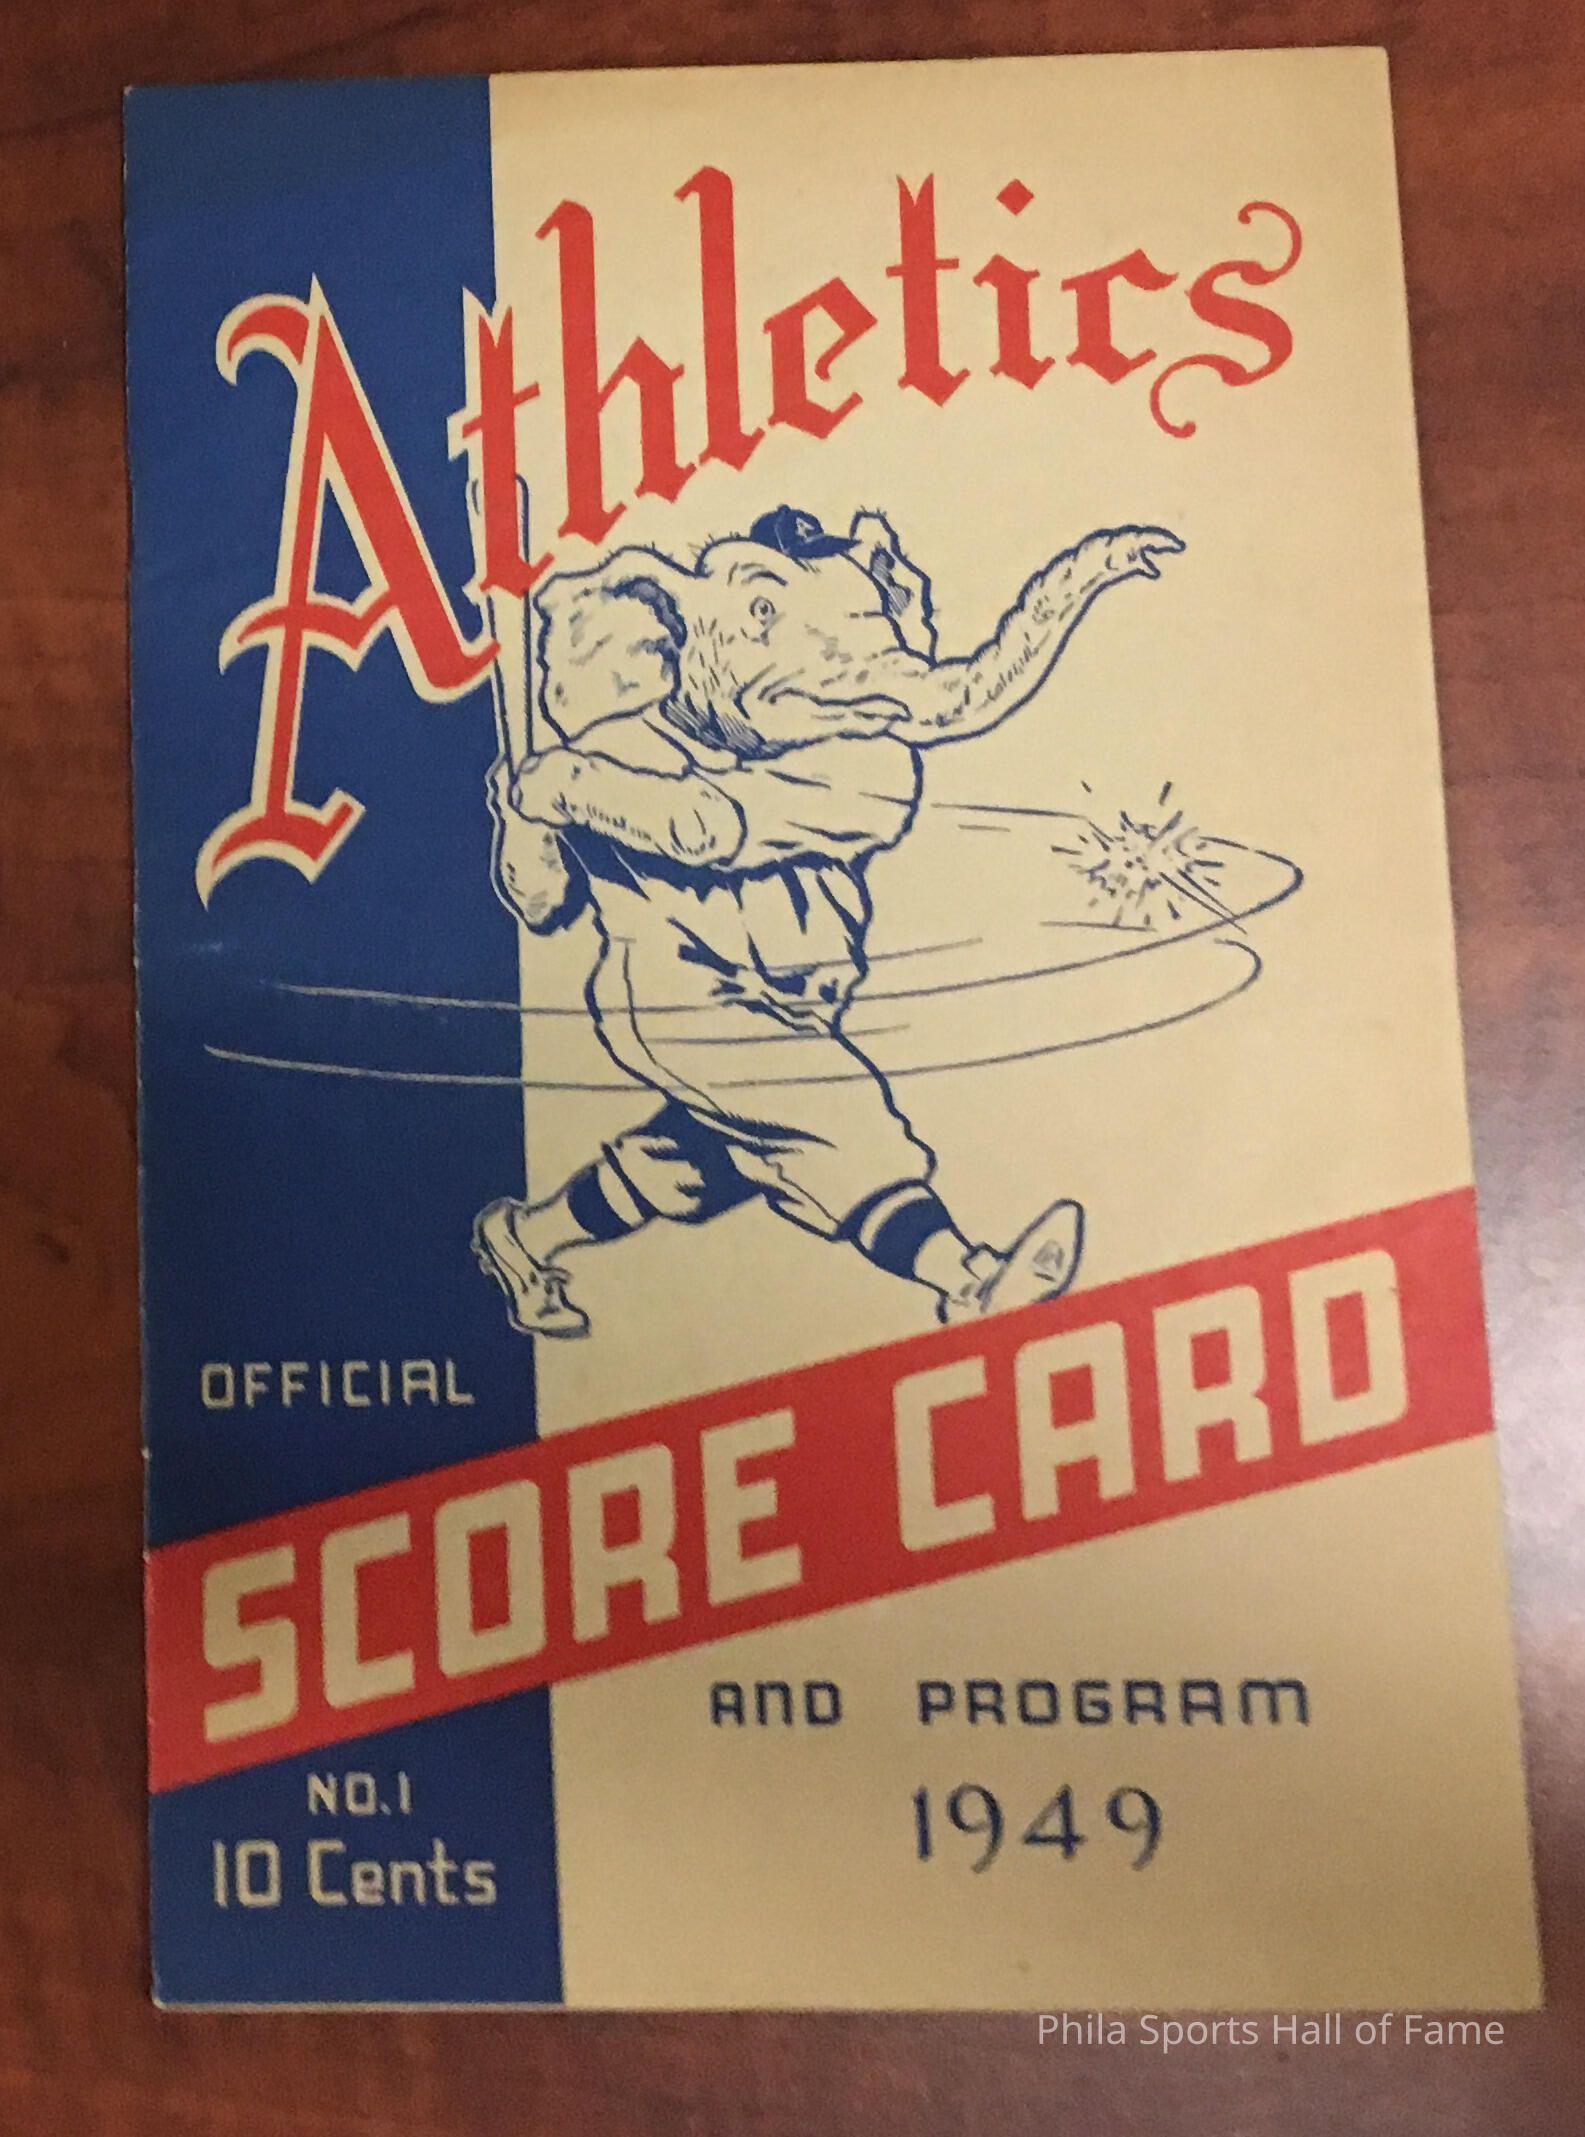 Athletics
A
OFFICIAL
SCORE CARD
AND PROGRAM
1949
NO.1
10 Cents
Phila Sports Hall of Fame